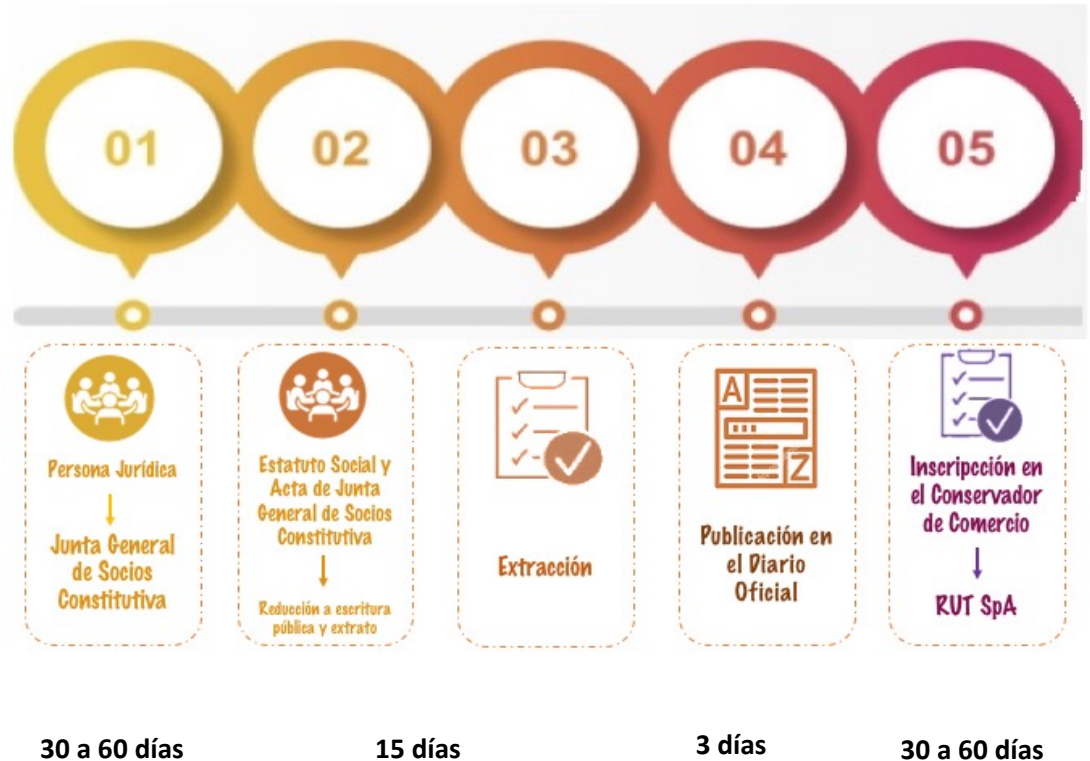 01
02
03
04
05
Persona Jurídica
Junta General
de Socios
Constitutiva
Estatuto Social y
Acta de Junta
General de Socios
Constitutiva
Reducción a escritura
pública y extrato
Extracción
A
Z
Publicación en
el Diario
Oficial
Inscripcción en
el Conservador
de Comercio
RUT SpA
30 a 60 días
15 días
3 días
30 a 60 días